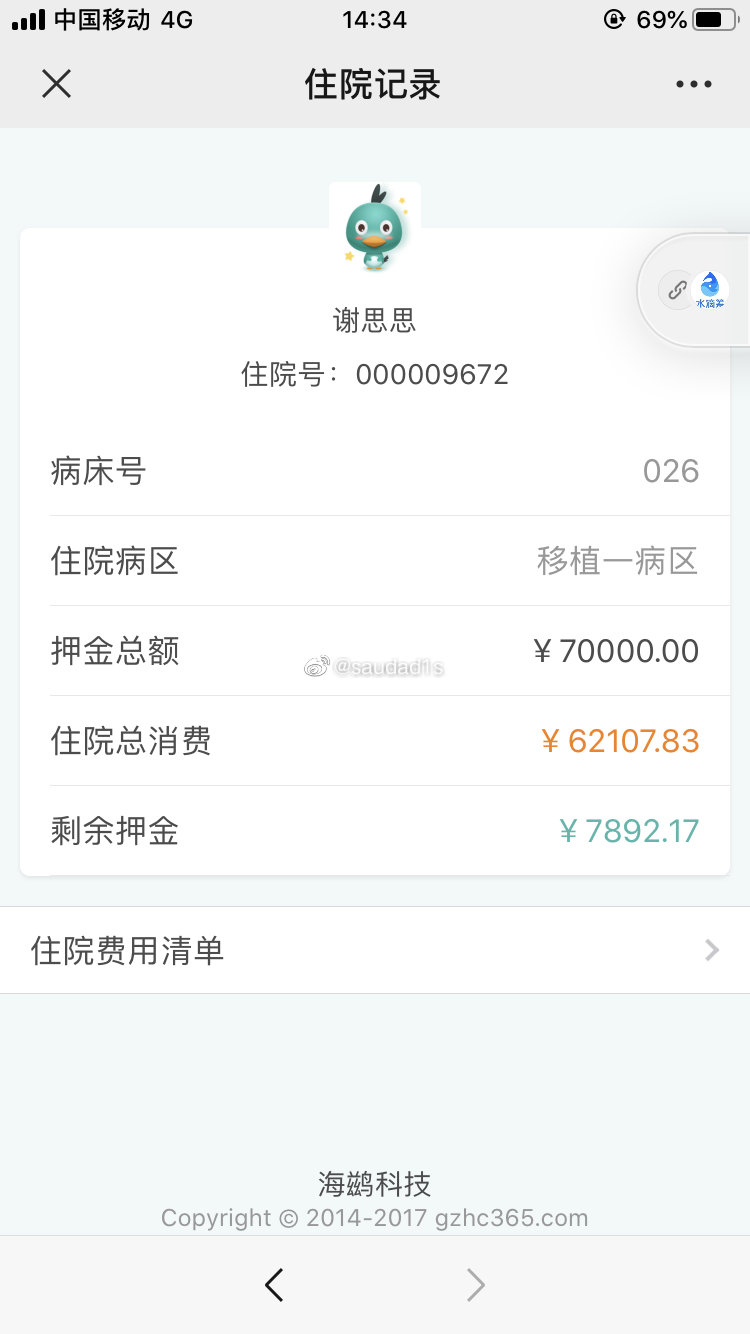 中国移动 4G 14:34 69%
住院记录
水滴筹
谢思思
住院号：000009672
病床号 026
住院病区 移植一病区
押金总额 ￥70000.00
@saudad1s
住院总消费 ￥62107.83
剩余押金 ￥7892.17
住院费用清单
海鹚科技
Copyright © 2014-2017 gzhc365.com